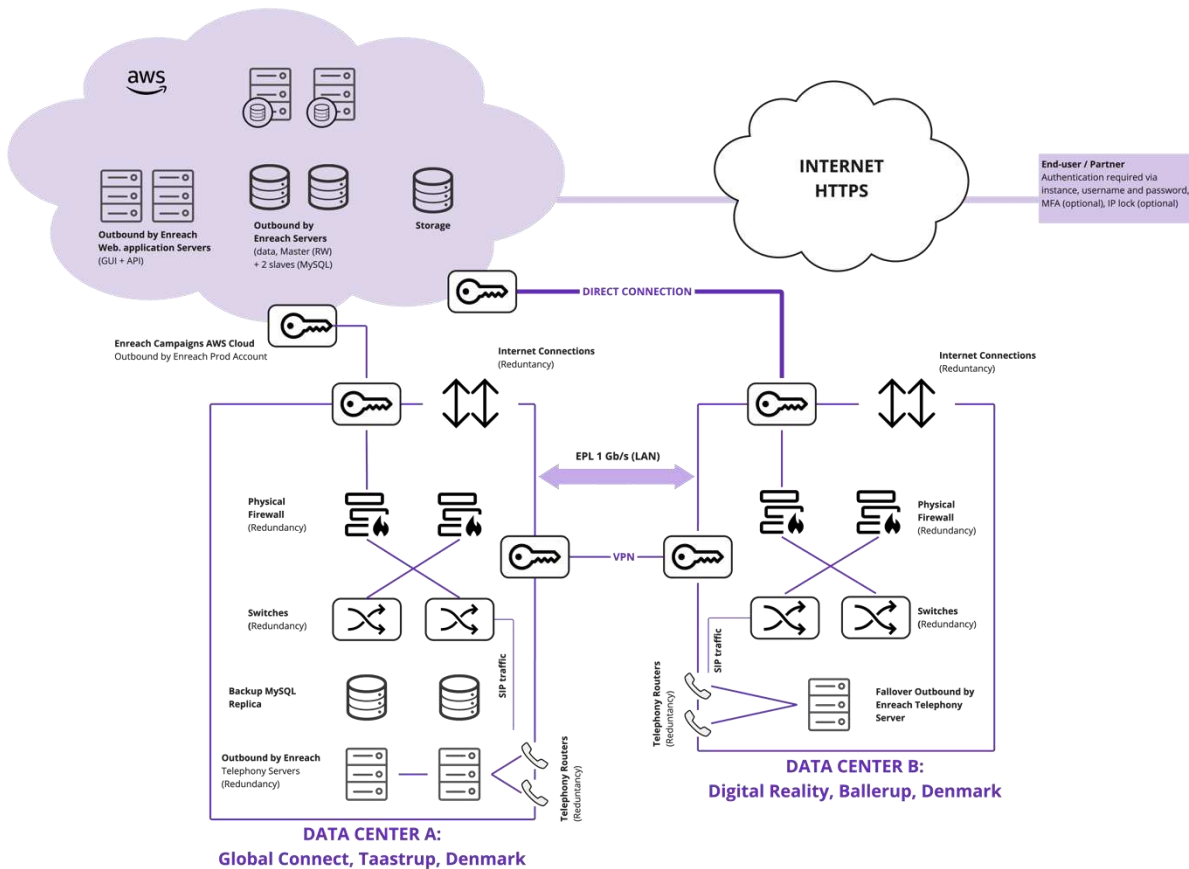 aws
Outbound by Enreach
Web. application Servers
(GUI + API)
Outbound by
Enreach Servers
(data, Master (RW)
+ 2 slaves (MySQL)
Storage
INTERNET
HTTPS
End-user / Partner
Authentication required via
instance, username and password,
MFA (optional), IP lock (optional)
DIRECT CONNECTION
Enreach Campaigns AWS Cloud
Outbound by Enreach Prod Account
Internet Connections
(Redundancy)
Internet Connections
(Redundancy)
EPL 1 Gb/s (LAN)
Physical
Firewall
(Redundancy)
Physical
Firewall
(Redundancy)
VPN
Switches
(Redundancy)
SIP traffic
Switches
(Redundancy)
SIP traffic
Backup MySQL
Replica
Telephony Routers
(Redundancy)
Fallover Outbound by
Enreach Telephony
Server
Outbound by Enreach
Telephony Servers
(Redundancy)
Telephony Routers
(Redundancy)
DATA CENTER B:
Digital Reality, Ballerup, Denmark
DATA CENTER A:
Global Connect, Taastrup, Denmark